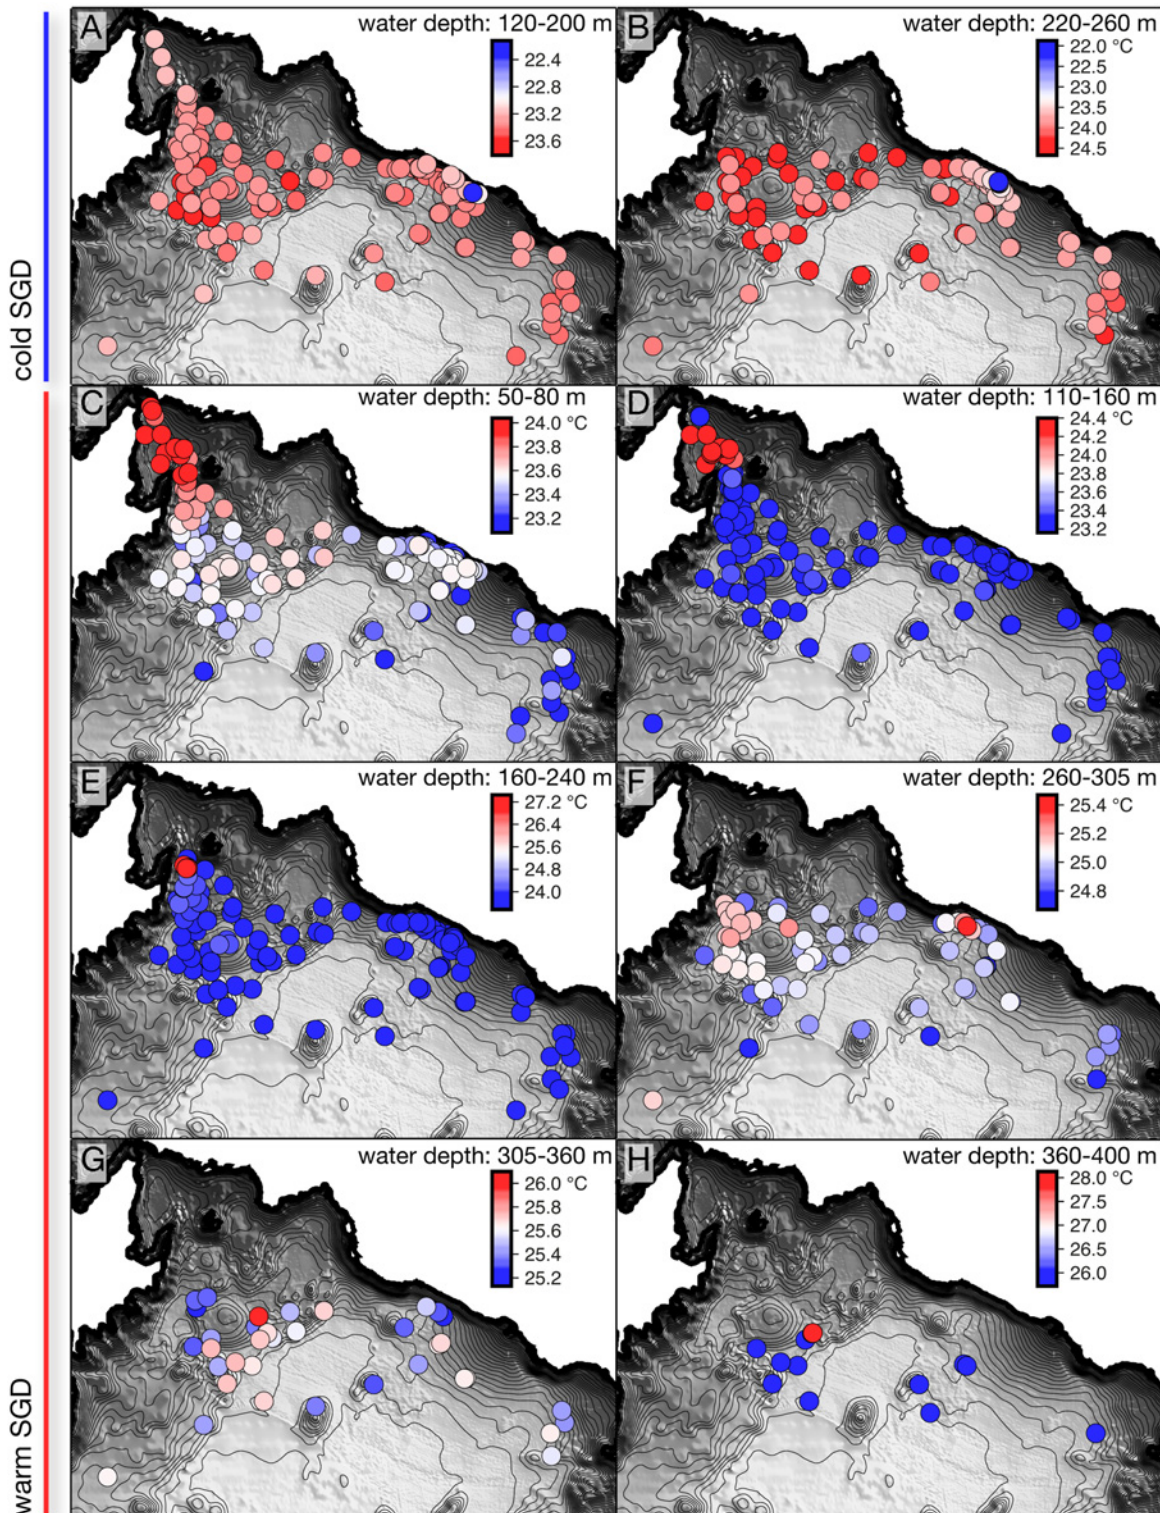 A water depth: 120-200 m
22.4
22.8
23.2
23.6
B water depth: 220-260 m
22.0 °C
22.5
23.0
23.5
24.0
24.5
cold SGD
C water depth: 50-80 m
24.0 °C
23.8
23.6
23.4
23.2
D water depth: 110-160 m
24.4 °C
24.2
24.0
23.8
23.6
23.4
23.2
E water depth: 160-240 m
27.2 °C
26.4
25.6
24.8
24.0
F water depth: 260-305 m
25.4 °C
25.2
25.0
24.8
G water depth: 305-360 m
26.0 °C
25.8
25.6
25.4
25.2
H water depth: 360-400 m
28.0 °C
27.5
27.0
26.5
26.0
warm SGD